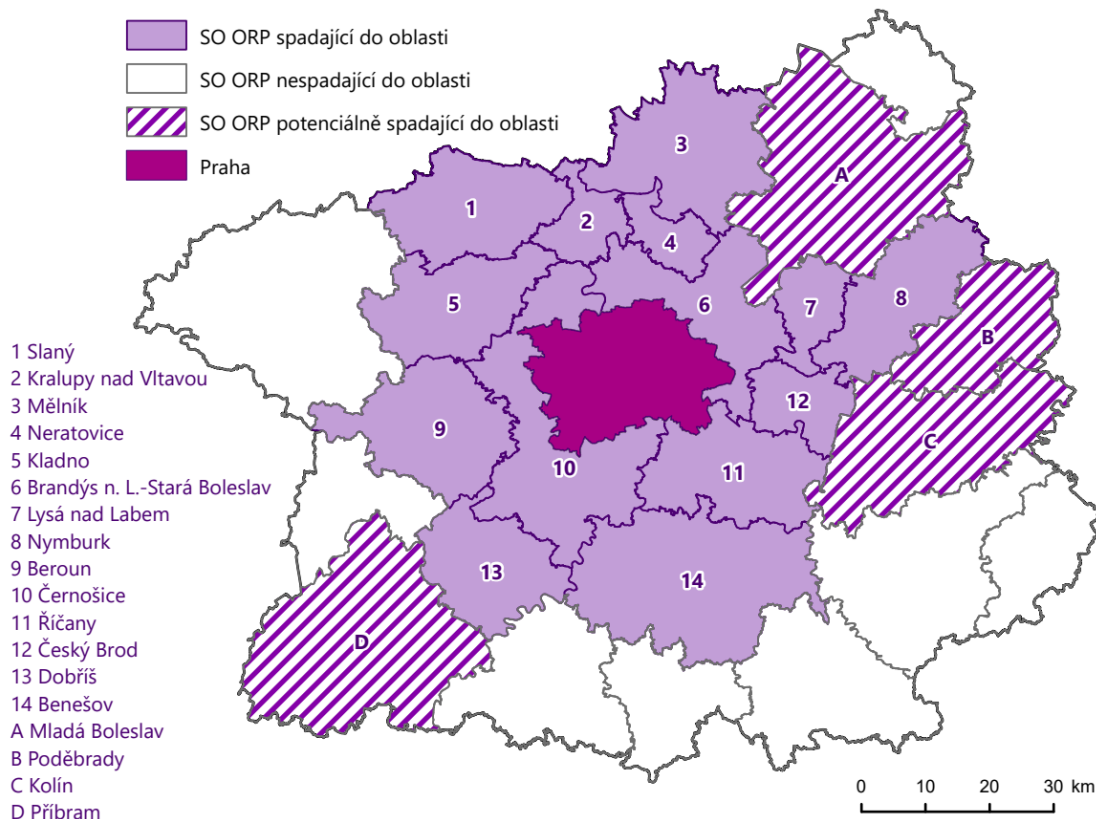 SO ORP spadající do oblasti
SO ORP nespadající do oblasti
SO ORP potenciálně spadající do oblasti
Praha
3
A
1
2
4
5
6
7
8
B
12
9
C
10
11
13
14
D
1 Slaný
2 Kralupy nad Vltavou
3 Mělník
4 Neratovice
5 Kladno
6 Brandýs n. L.-Stará Boleslav
7 Lysá nad Labem
8 Nymburk
9 Beroun
10 Černošice
11 Říčany
12 Český Brod
13 Dobříš
14 Benešov
A Mladá Boleslav
B Poděbrady
C Kolín
D Příbram
0 10 20 30 km